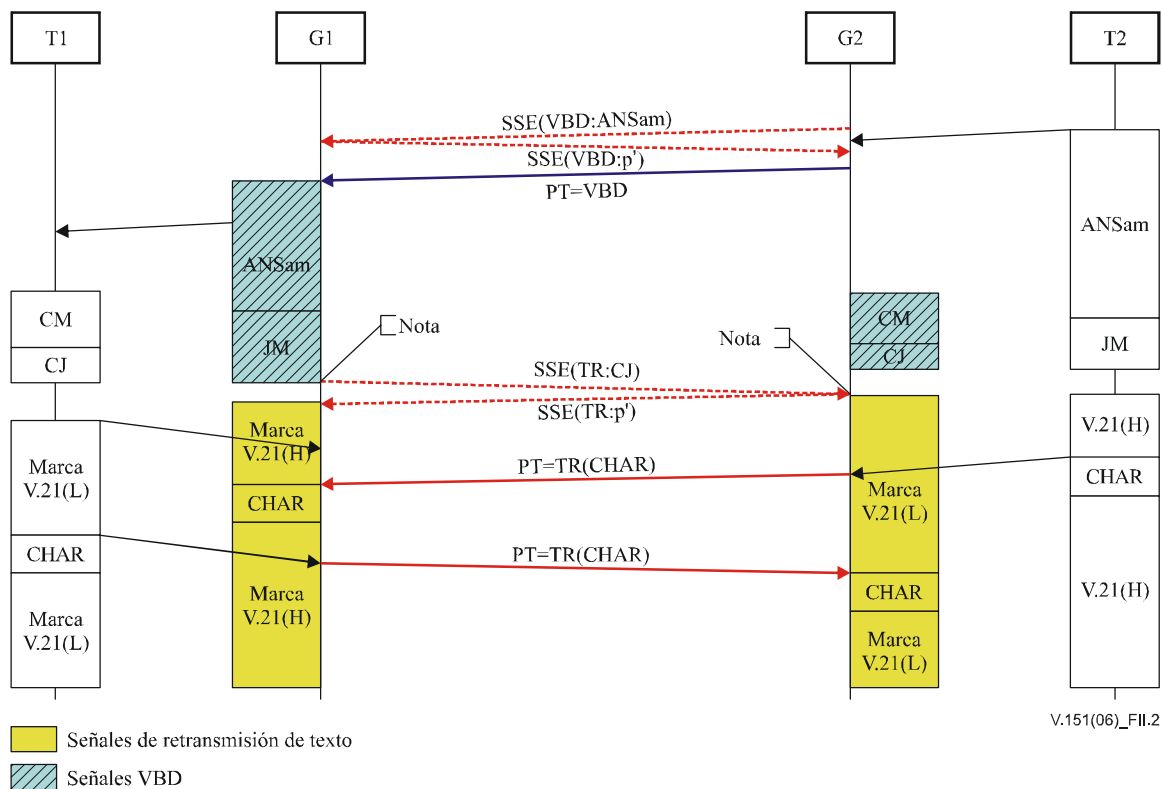 T1
G1
G2
T2
SSE(VBD:ANSam)
SSE(VBD:p')
PT=VBD
ANSam
ANSam
CM
CM
JM
Nota
Nota
JM
CJ
CJ
SSE(TR:CJ)
SSE(TR:p')
Marca
V.21(H)
V.21(H)
Marca
V.21(L)
PT=TR(CHAR)
CHAR
Marca
V.21(L)
CHAR
CHAR
PT=TR(CHAR)
Marca
V.21(H)
CHAR
V.21(H)
Marca
V.21(L)
Marca
V.21(L)
V.151(06)_FII.2
Señales de retransmisión de texto
Señales VBD